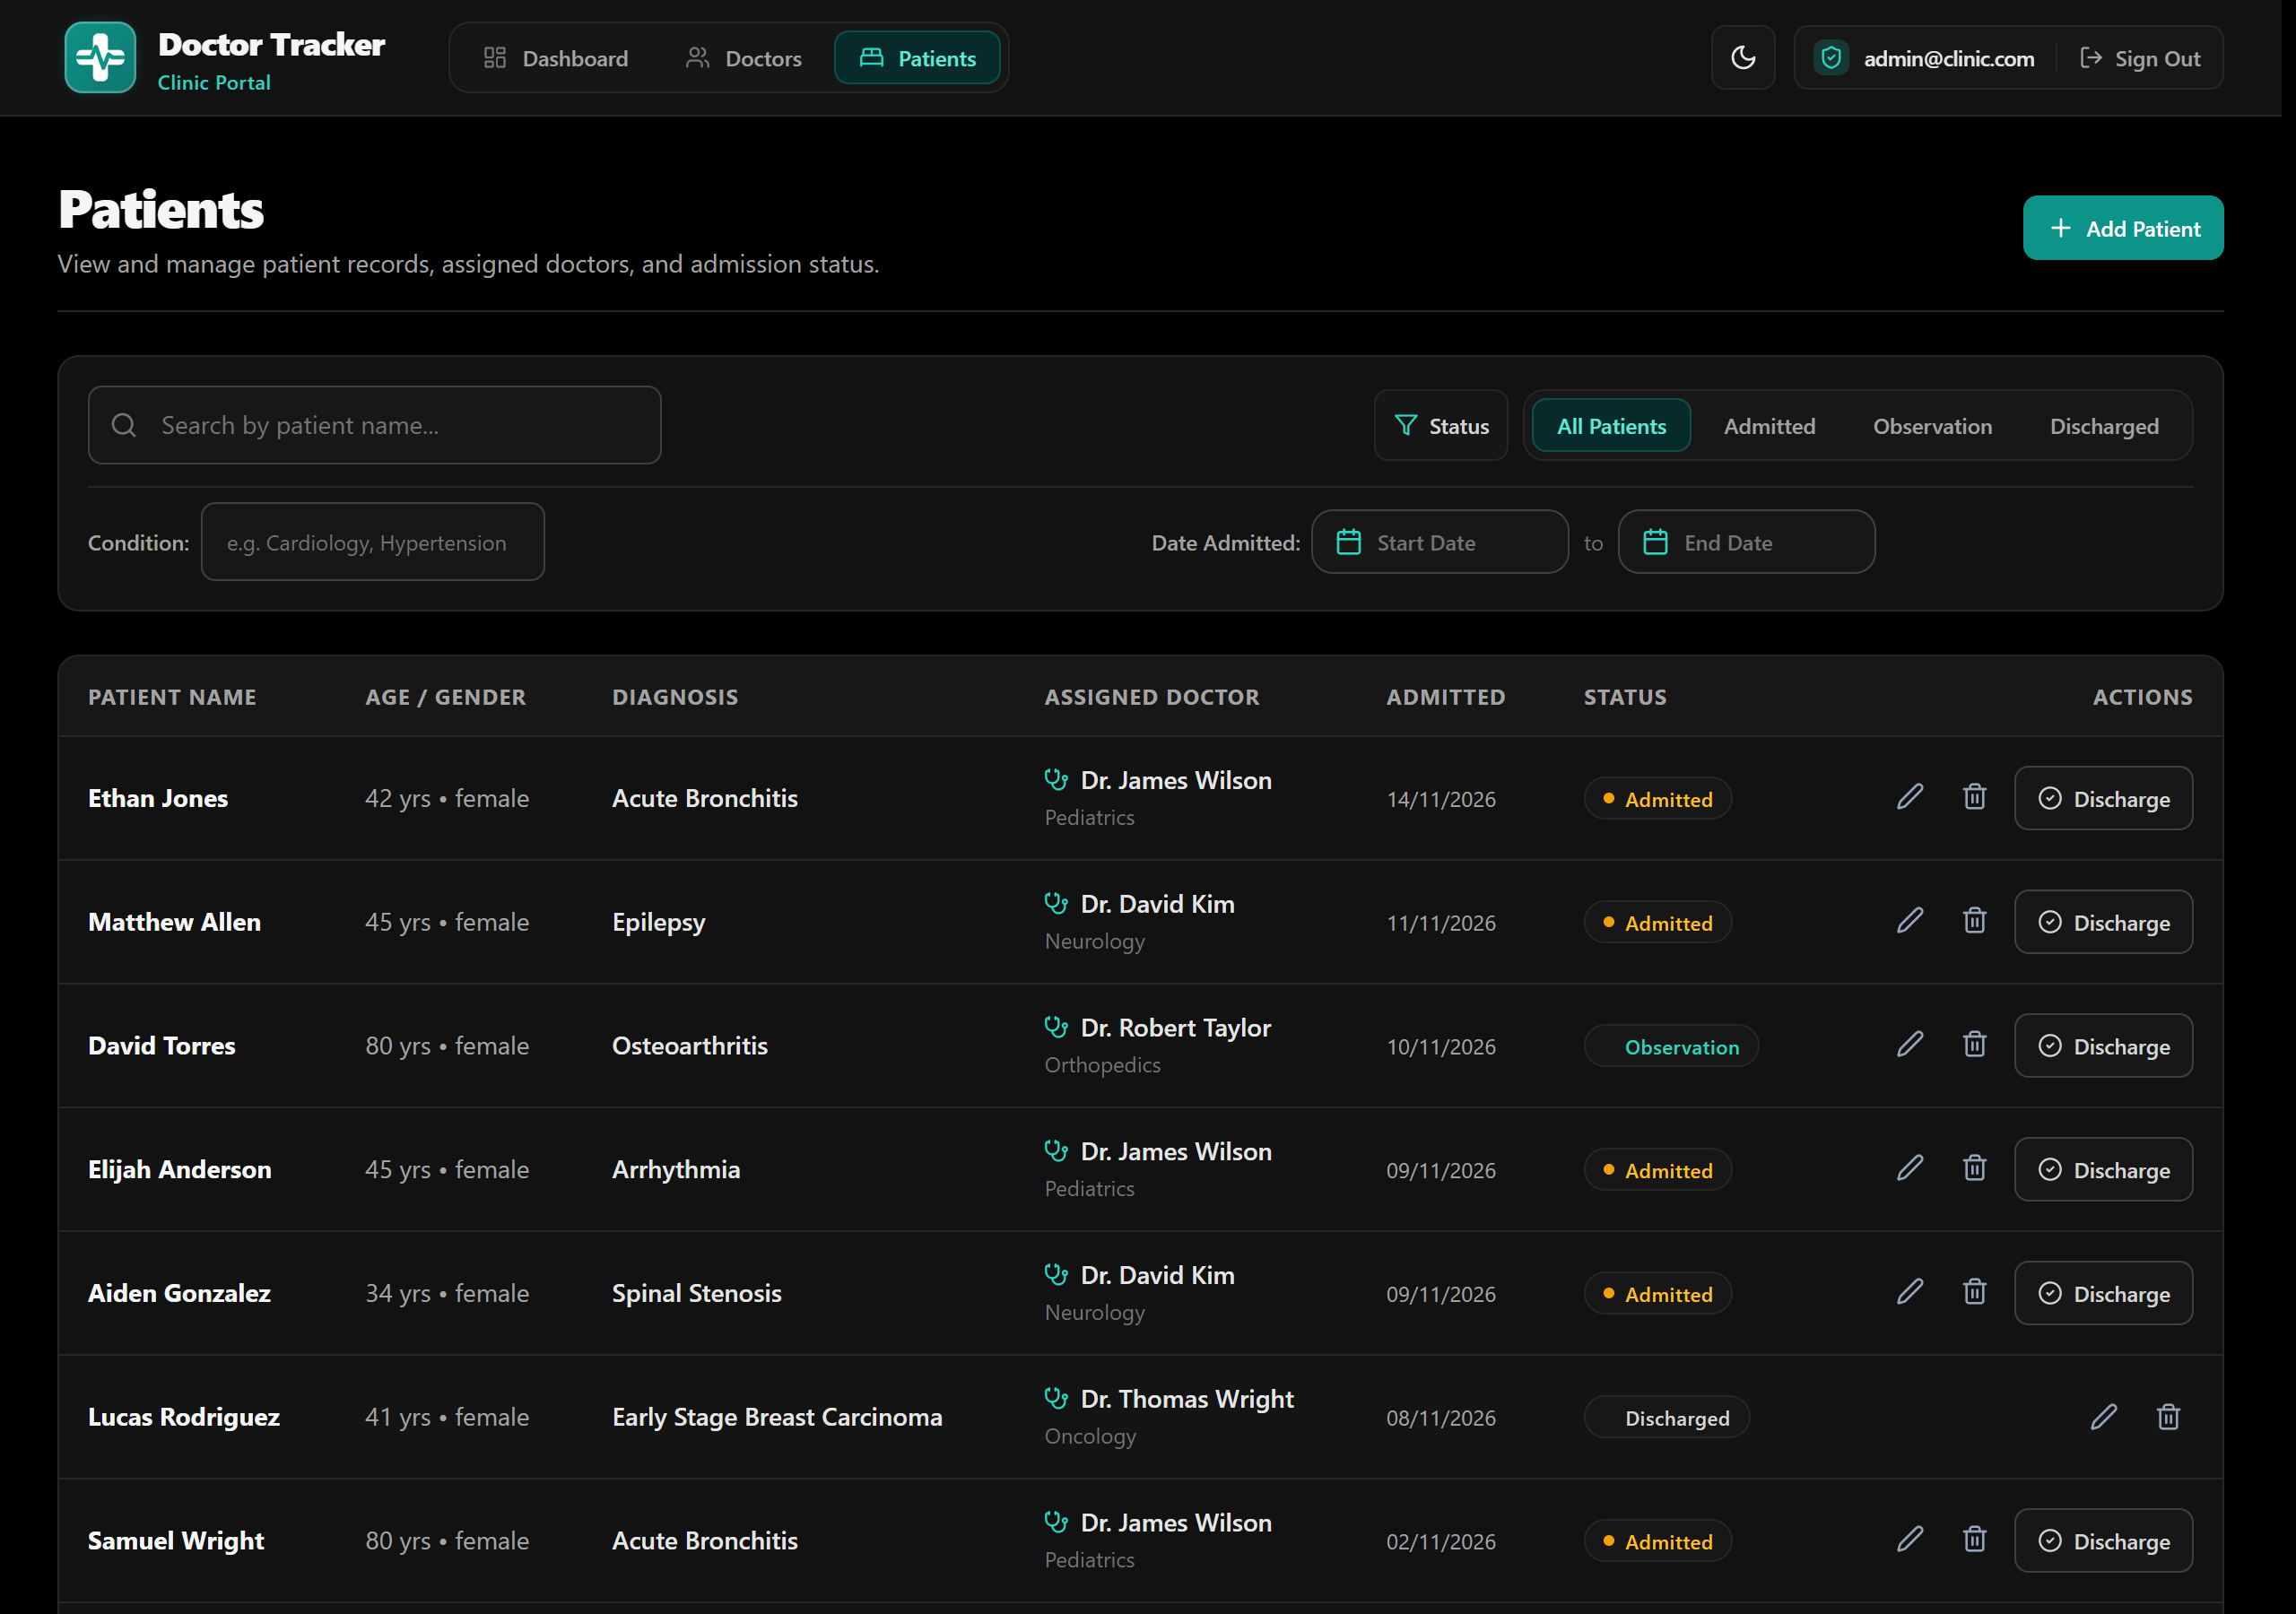 Doctor Tracker
Clinic Portal
Dashboard
Doctors
Patients
admin@clinic.com
Sign Out
Patients
View and manage patient records, assigned doctors, and admission status.
Add Patient
Search by patient name...
Status
All Patients
Admitted
Observation
Discharged
Condition:
e.g. Cardiology, Hypertension
Date Admitted:
Start Date
to
End Date
PATIENT NAME AGE / GENDER DIAGNOSIS ASSIGNED DOCTOR ADMITTED STATUS ACTIONS
Ethan Jones 42 yrs • female Acute Bronchitis Dr. James Wilson 14/11/2026 Admitted Discharge
Pediatrics
Matthew Allen 45 yrs • female Epilepsy Dr. David Kim 11/11/2026 Admitted Discharge
Neurology
David Torres 80 yrs • female Osteoarthritis Dr. Robert Taylor 10/11/2026 Observation Discharge
Orthopedics
Elijah Anderson 45 yrs • female Arrhythmia Dr. James Wilson 09/11/2026 Admitted Discharge
Pediatrics
Aiden Gonzalez 34 yrs • female Spinal Stenosis Dr. David Kim 09/11/2026 Admitted Discharge
Neurology
Lucas Rodriguez 41 yrs • female Early Stage Breast Carcinoma Dr. Thomas Wright 08/11/2026 Discharged
Oncology
Samuel Wright 80 yrs • female Acute Bronchitis Dr. James Wilson 02/11/2026 Admitted Discharge
Pediatrics